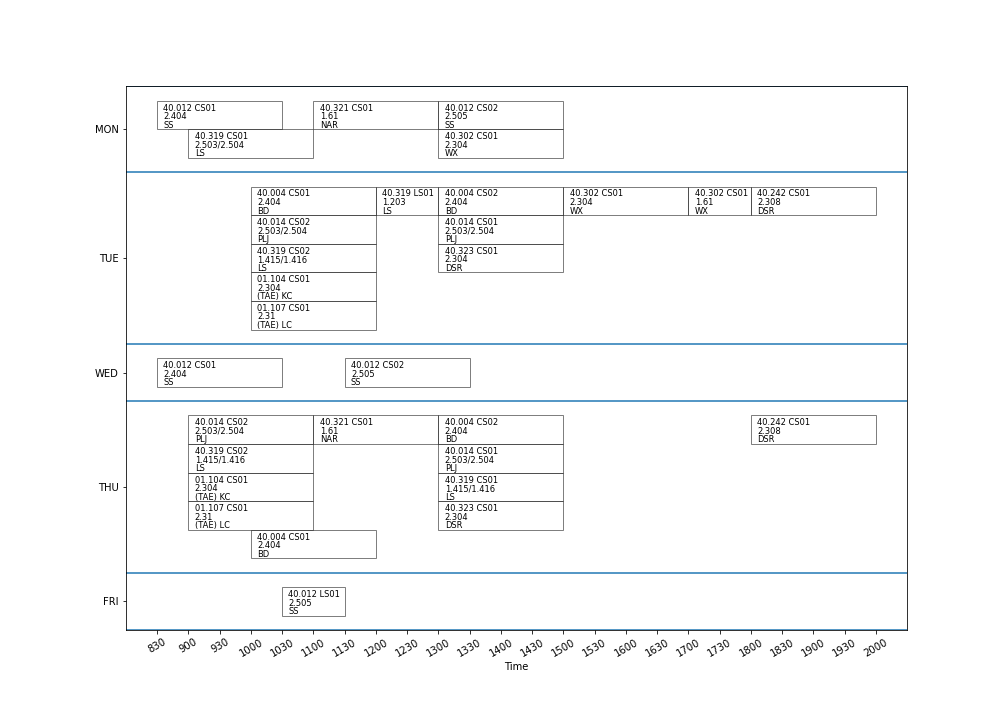 MON
40.012 CS01
2.404
SS
40.321 CS01
1.61
NAR
40.012 CS02
2.505
SS
40.319 CS01
2.503/2.504
LS
40.302 CS01
2.304
WX
TUE
40.004 CS01
2.404
BD
40.319 LS01
1.203
LS
40.004 CS02
2.404
BD
40.302 CS01
2.304
WX
40.302 CS01
1.61
WX
40.242 CS01
2.308
DSR
40.014 CS02
2.503/2.504
PLJ
40.014 CS01
2.503/2.504
PLJ
40.319 CS02
1.415/1.416
LS
40.323 CS01
2.304
DSR
01.104 CS01
2.304
(TAE) KC
01.107 CS01
2.31
(TAE) LC
WED
40.012 CS01
2.404
SS
40.012 CS02
2.505
SS
THU
40.014 CS02
2.503/2.504
PLJ
40.321 CS01
1.61
NAR
40.004 CS02
2.404
BD
40.242 CS01
2.308
DSR
40.319 CS02
1.415/1.416
LS
40.014 CS01
2.503/2.504
PLJ
01.104 CS01
2.304
(TAE) KC
40.319 CS01
1.415/1.416
LS
01.107 CS01
2.31
(TAE) LC
40.323 CS01
2.304
DSR
40.004 CS01
2.404
BD
FRI
40.012 LS01
2.505
SS
830 900 930 1000 1030 1100 1130 1200 1230 1300 1330 1400 1430 1500 1530 1600 1630 1700 1730 1800 1830 1900 1930 2000
Time